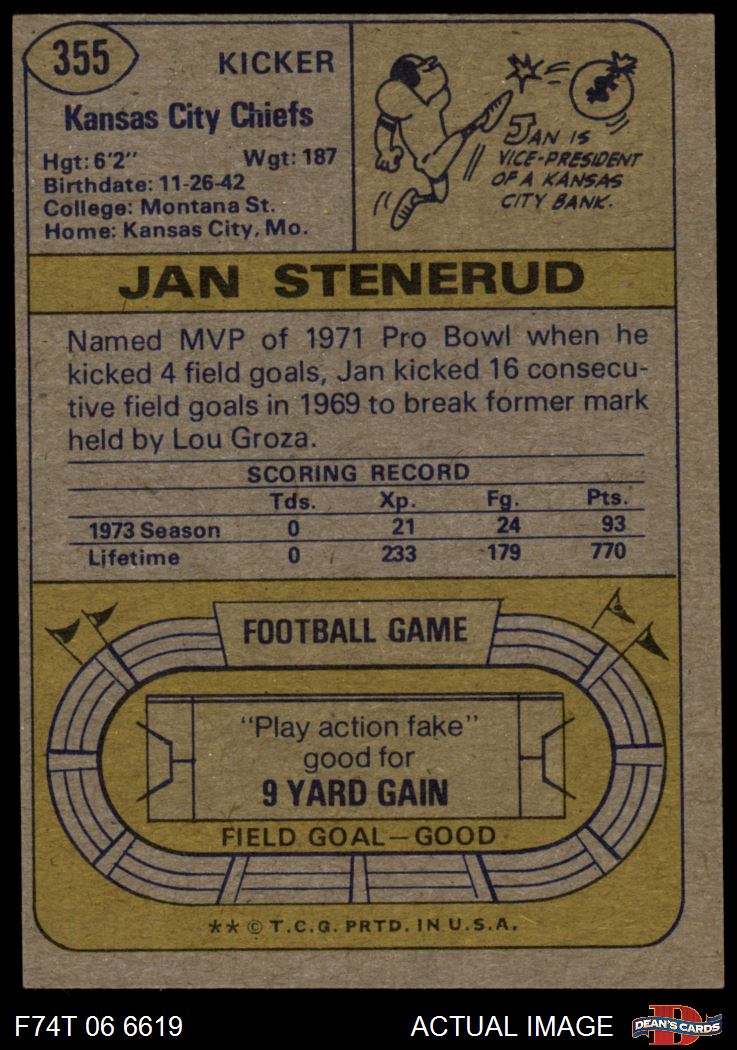 355
KICKER
Kansas City Chiefs
Hgt: 6'2" Wgt: 187
Birthdate: 11-26-42
College: Montana St.
Home: Kansas City, Mo.
$
JAN IS
VICE-PRESIDENT
OF A KANSAS
CITY BANK.
JAN STENERUD
Named MVP of 1971 Pro Bowl when he
kicked 4 field goals, Jan kicked 16 consecu-
tive field goals in 1969 to break former mark
held by Lou Groza.
SCORING RECORD
Tds. Xp. Fg. Pts.
1973 Season 0 21 24 93
Lifetime 0 233 179 770
FOOTBALL GAME
"Play action fake"
good for
9 YARD GAIN
FIELD GOAL—GOOD
** © T.C.G. PRTD. IN U.S.A.
F74T 06 6619
ACTUAL IMAGE
D
DEAN'S CARDS